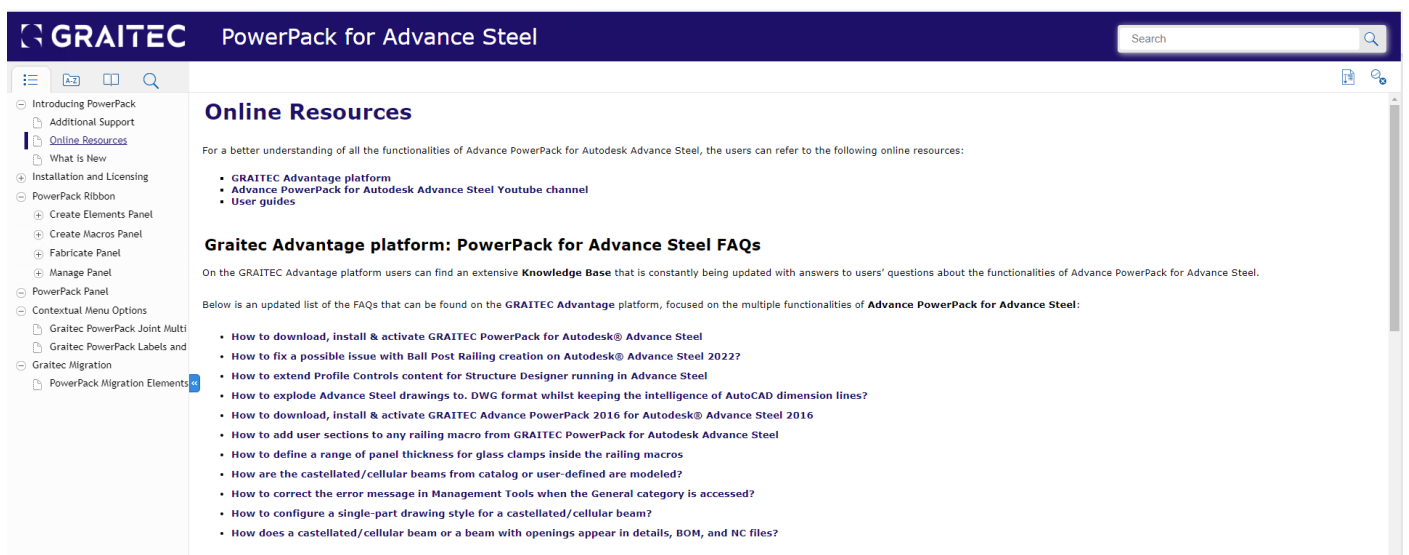 GRAITEC PowerPack for Advance Steel Search
A-Z
Introducing PowerPack
Additional Support
Online Resources
What is New
Installation and Licensing
PowerPack Ribbon
Create Elements Panel
Create Macros Panel
Fabricate Panel
Manage Panel
PowerPack Panel
Contextual Menu Options
Graitec PowerPack Joint Multi
Graitec PowerPack Labels and
Graitec Migration
PowerPack Migration Elements
Online Resources
For a better understanding of all the functionalities of Advance PowerPack for Autodesk Advance Steel, the users can refer to the following online resources:
GRAITEC Advantage platform
Advance PowerPack for Autodesk Advance Steel Youtube channel
User guides
Graitec Advantage platform: PowerPack for Advance Steel FAQs
On the GRAITEC Advantage platform users can find an extensive Knowledge Base that is constantly being updated with answers to users' questions about the functionalities of Advance PowerPack for Advance Steel.
Below is an updated list of the FAQs that can be found on the GRAITEC Advantage platform, focused on the multiple functionalities of Advance PowerPack for Advance Steel:
How to download, install & activate GRAITEC PowerPack for Autodesk® Advance Steel
How to fix a possible issue with Ball Post Railing creation on Autodesk® Advance Steel 2022?
How to extend Profile Controls content for Structure Designer running in Advance Steel
How to explode Advance Steel drawings to. DWG format whilst keeping the intelligence of AutoCAD dimension lines?
How to download, install & activate GRAITEC Advance PowerPack 2016 for Autodesk® Advance Steel 2016
How to add user sections to any railing macro from GRAITEC PowerPack for Autodesk Advance Steel
How to define a range of panel thickness for glass clamps inside the railing macros
How are the castellated/cellular beams from catalog or user-defined are modeled?
How to correct the error message in Management Tools when the General category is accessed?
How to configure a single-part drawing style for a castellated/cellular beam?
How does a castellated/cellular beam or a beam with openings appear in details, BOM, and NC files?